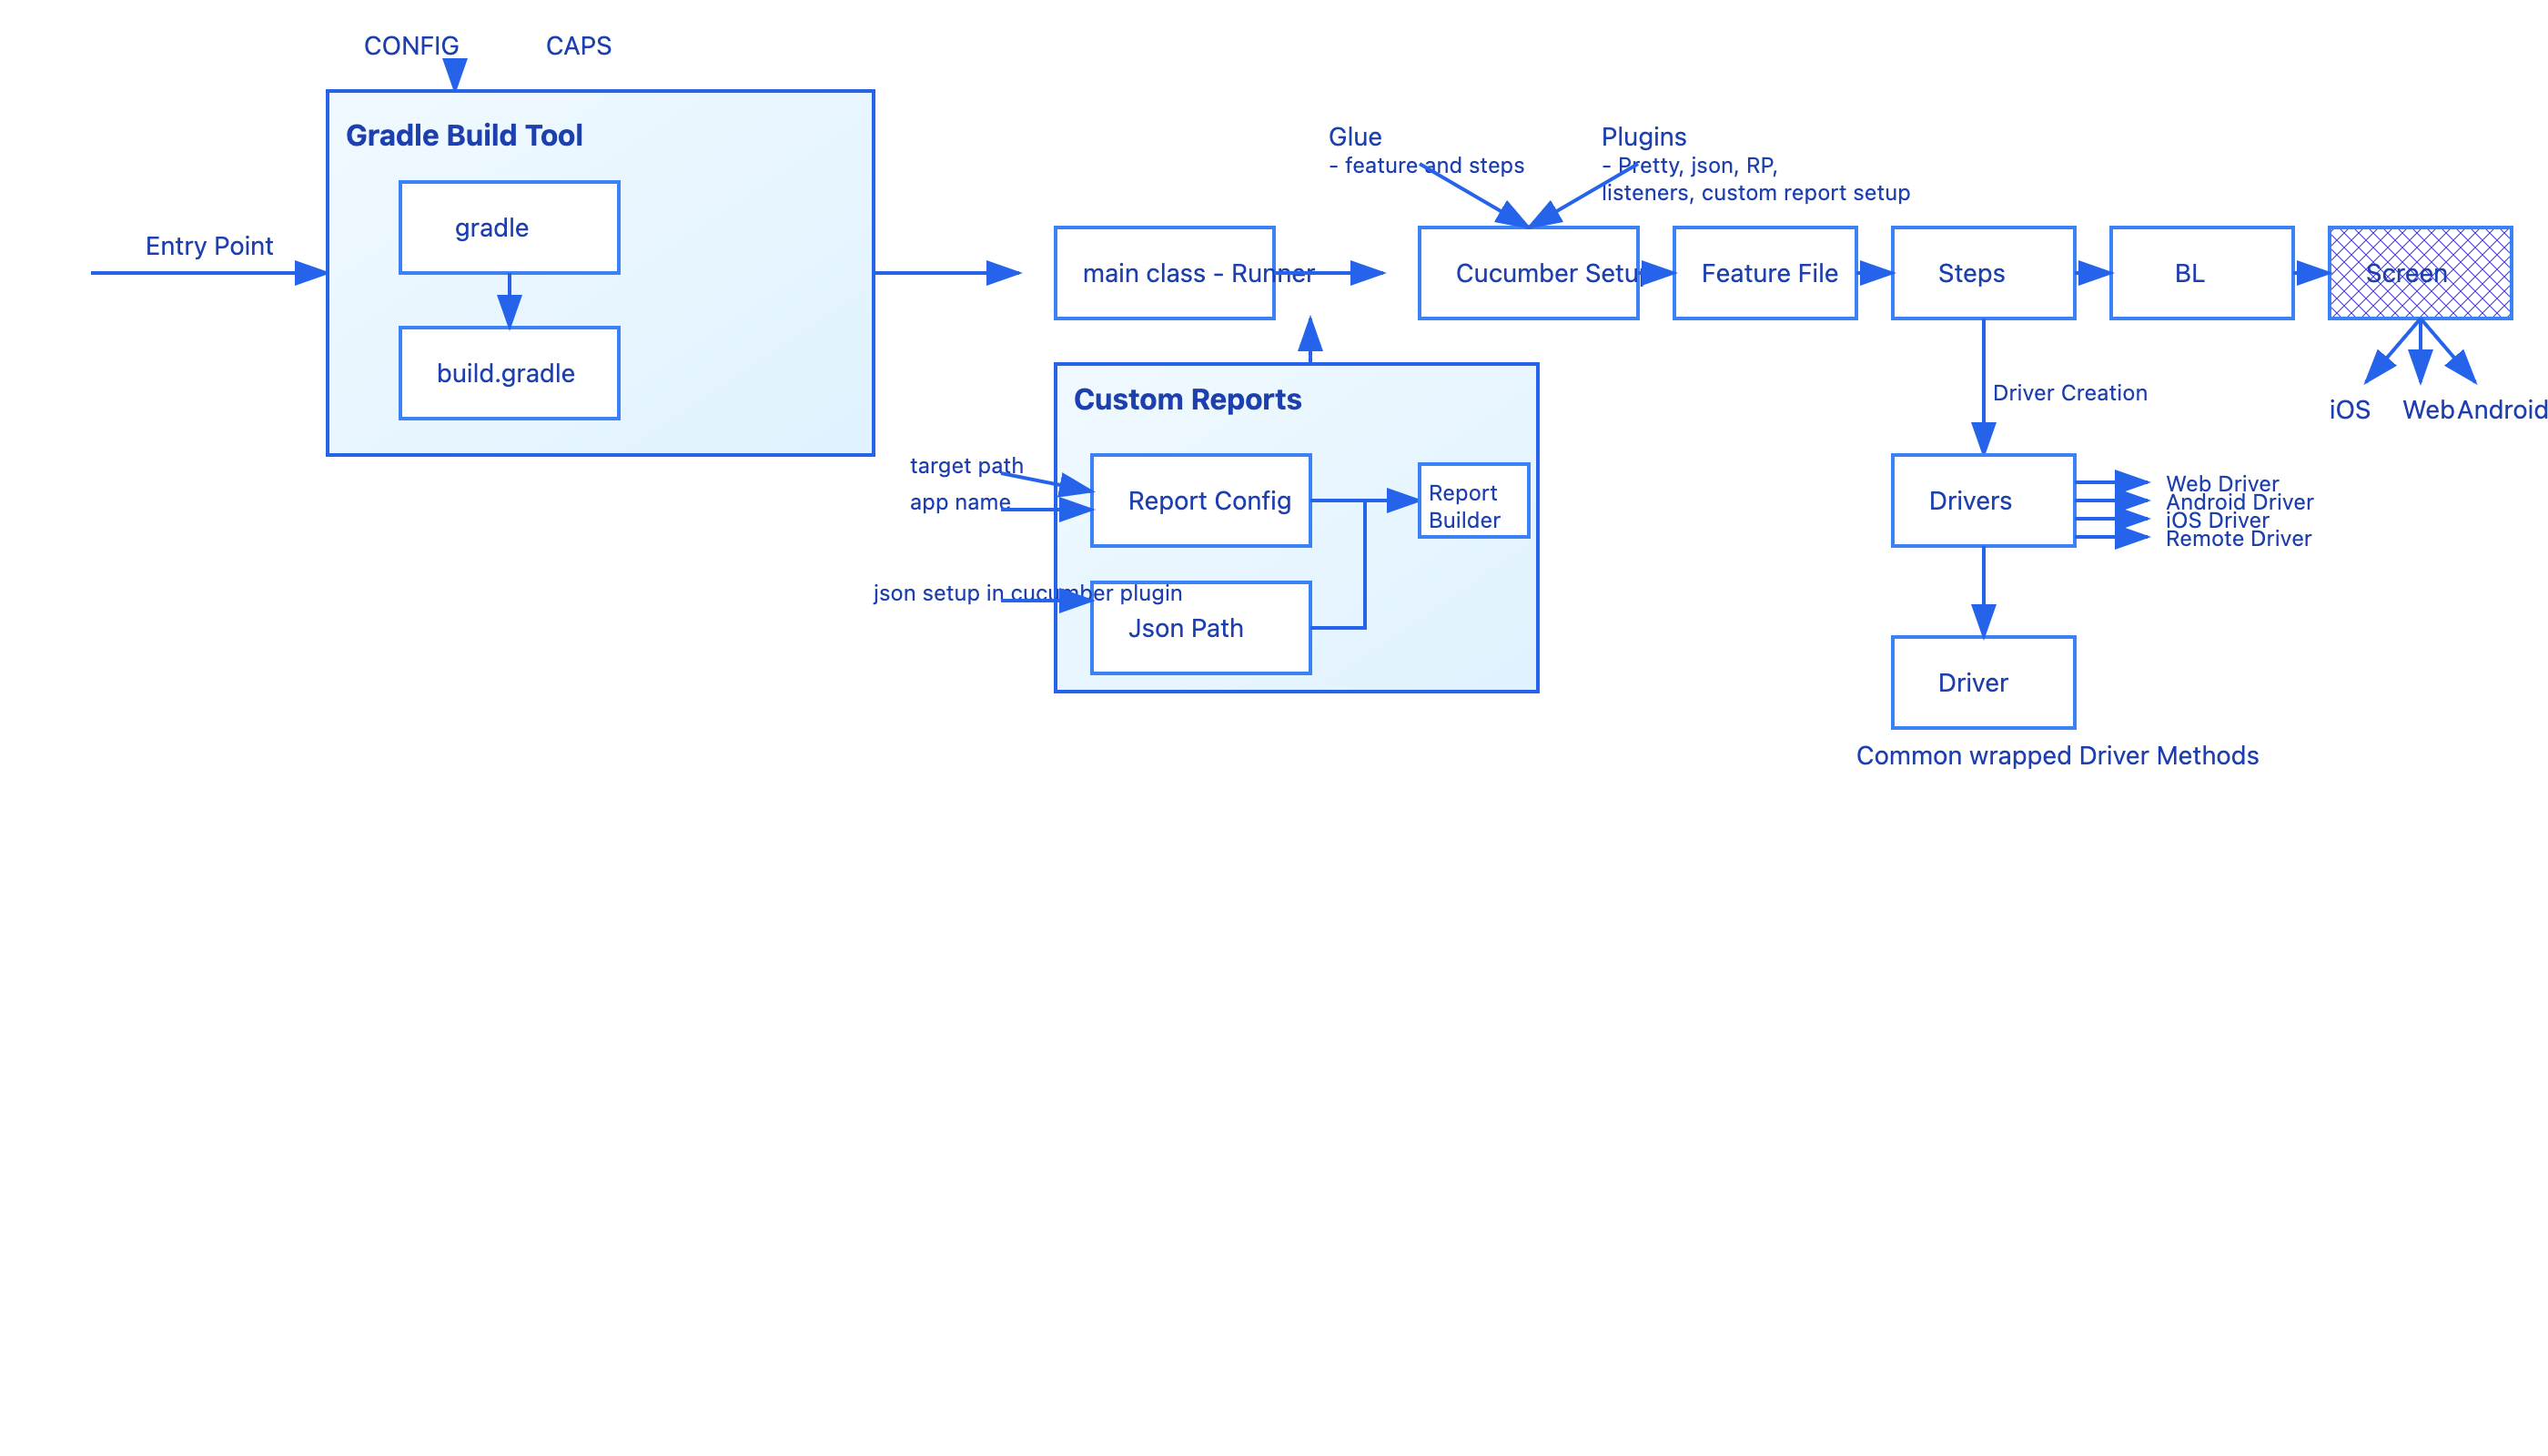 CONFIG
CAPS
Gradle Build Tool
gradle
build.gradle
Entry Point
Glue
- feature and steps
Plugins
- Pretty, json, RP,
listeners, custom report setup
main class - Runner
Cucumber Setup
Feature File
Steps
BL
Screen
iOS
Web
Android
Driver Creation
Custom Reports
target path
app name
Report Config
Report
Builder
json setup in cucumber plugin
Json Path
Drivers
Web Driver
Android Driver
iOS Driver
Remote Driver
Driver
Common wrapped Driver Methods